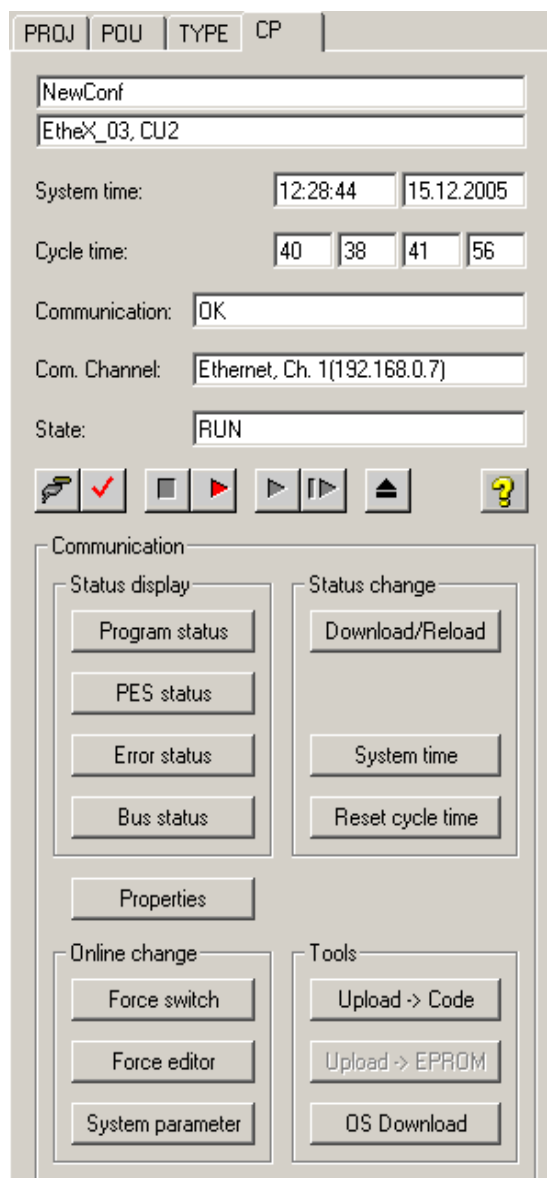 PROJ POU TYPE CP
NewConf
EtheX_03, CU2
System time: 12:28:44 15.12.2005
Cycle time: 40 38 41 56
Communication: OK
Com. Channel: Ethernet, Ch. 1(192.168.0.7)
State: RUN
?
Communication
Status display
Program status
PES status
Error status
Bus status
Status change
Download/Reload
System time
Reset cycle time
Properties
Online change
Force switch
Force editor
System parameter
Tools
Upload -> Code
Upload -> EPROM
OS Download